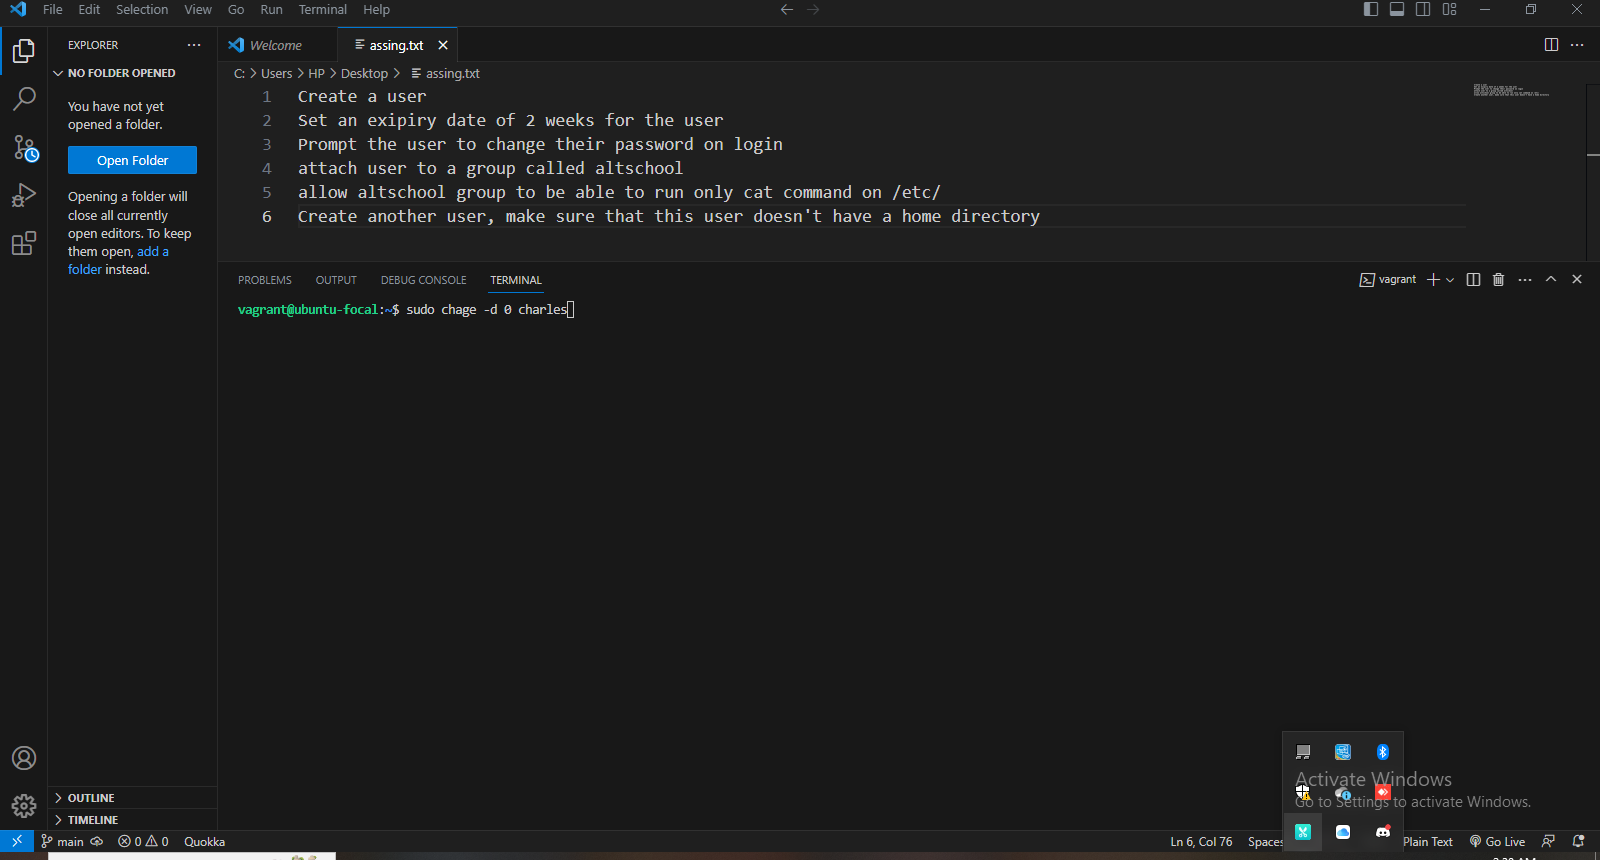 File Edit Selection View Go Run Terminal Help
EXPLORER
NO FOLDER OPENED
You have not yet
opened a folder.
Open Folder
Opening a folder will
close all currently
open editors. To keep
them open, add a
folder instead.
OUTLINE
TIMELINE
Welcome assing.txt
C: > Users > HP > Desktop > assing.txt
1 Create a user
2 Set an exipiry date of 2 weeks for the user
3 Prompt the user to change their password on login
4 attach user to a group called altschool
5 allow altschool group to be able to run only cat command on /etc/
6 Create another user, make sure that this user doesn't have a home directory
PROBLEMS OUTPUT DEBUG CONSOLE TERMINAL
vagrant
vagrant@ubuntu-focal:~$ sudo chage -d 0 charles
Activate Windows
Go to Settings to activate Windows.
main 0 0 Quokka
Ln 6, Col 76 Spaces Plain Text Go Live